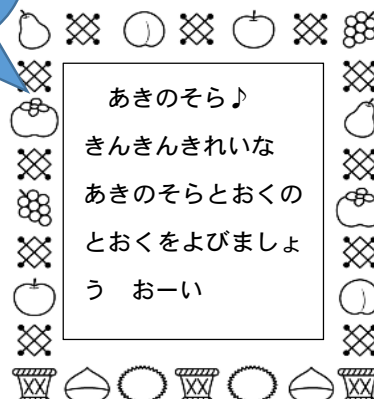 あきのそら♪
きんきんきれいな
あきのそらとおくの
とおくをよびましょ
う　おーい